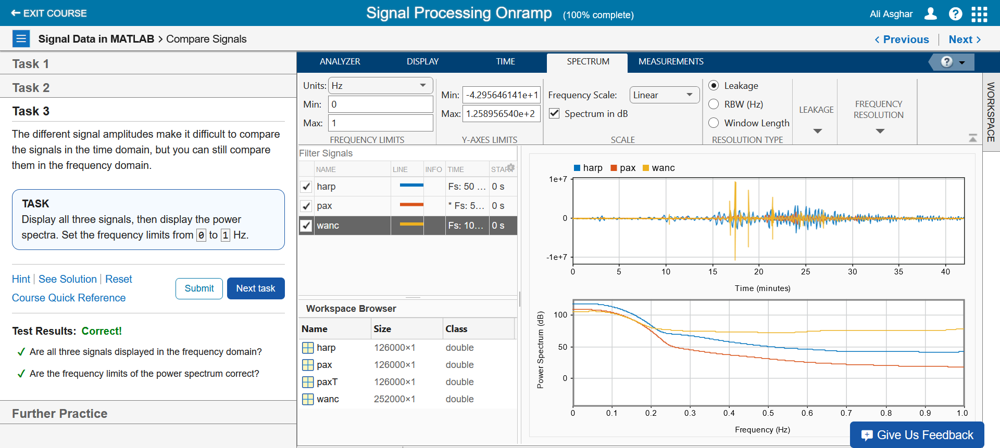 ← EXIT COURSE
Signal Processing Onramp (100% complete)
Ali Asghar
Signal Data in MATLAB > Compare Signals
< Previous
Next >
Task 1
Task 2
Task 3
The different signal amplitudes make it difficult to compare
the signals in the time domain, but you can still compare
them in the frequency domain.
TASK
Display all three signals, then display the power
spectra. Set the frequency limits from 0 to 1 Hz.
Hint | See Solution | Reset
Course Quick Reference
Submit
Next task
Test Results: Correct!
✓ Are all three signals displayed in the frequency domain?
✓ Are the frequency limits of the power spectrum correct?
Further Practice
ANALYZER DISPLAY TIME SPECTRUM MEASUREMENTS
?
Units: Hz
Min: 0
Max: 1
FREQUENCY LIMITS
Min: -4.295646141e+1
Max: 1.258956540e+2
Y-AXES LIMITS
Frequency Scale: Linear
Spectrum in dB
SCALE
Leakage
RBW (Hz)
Window Length
RESOLUTION TYPE
LEAKAGE
FREQUENCY
RESOLUTION
WORKSPACE
Filter Signals
NAME LINE INFO TIME START
harp Fs: 50 ... 0 s
pax * Fs: 5... 0 s
wanc Fs: 10... 0 s
Workspace Browser
Name Size Class
harp 126000×1 double
pax 126000×1 double
paxT 126000×1 double
wanc 252000×1 double
harp pax wanc
1e+7
0
-1e+7
0 5 10 15 20 25 30 35 40
Time (minutes)
Power Spectrum (dB)
100
50
0
0 0.1 0.2 0.3 0.4 0.5 0.6 0.7 0.8 0.9 1.0
Frequency (Hz)
Give Us Feedback